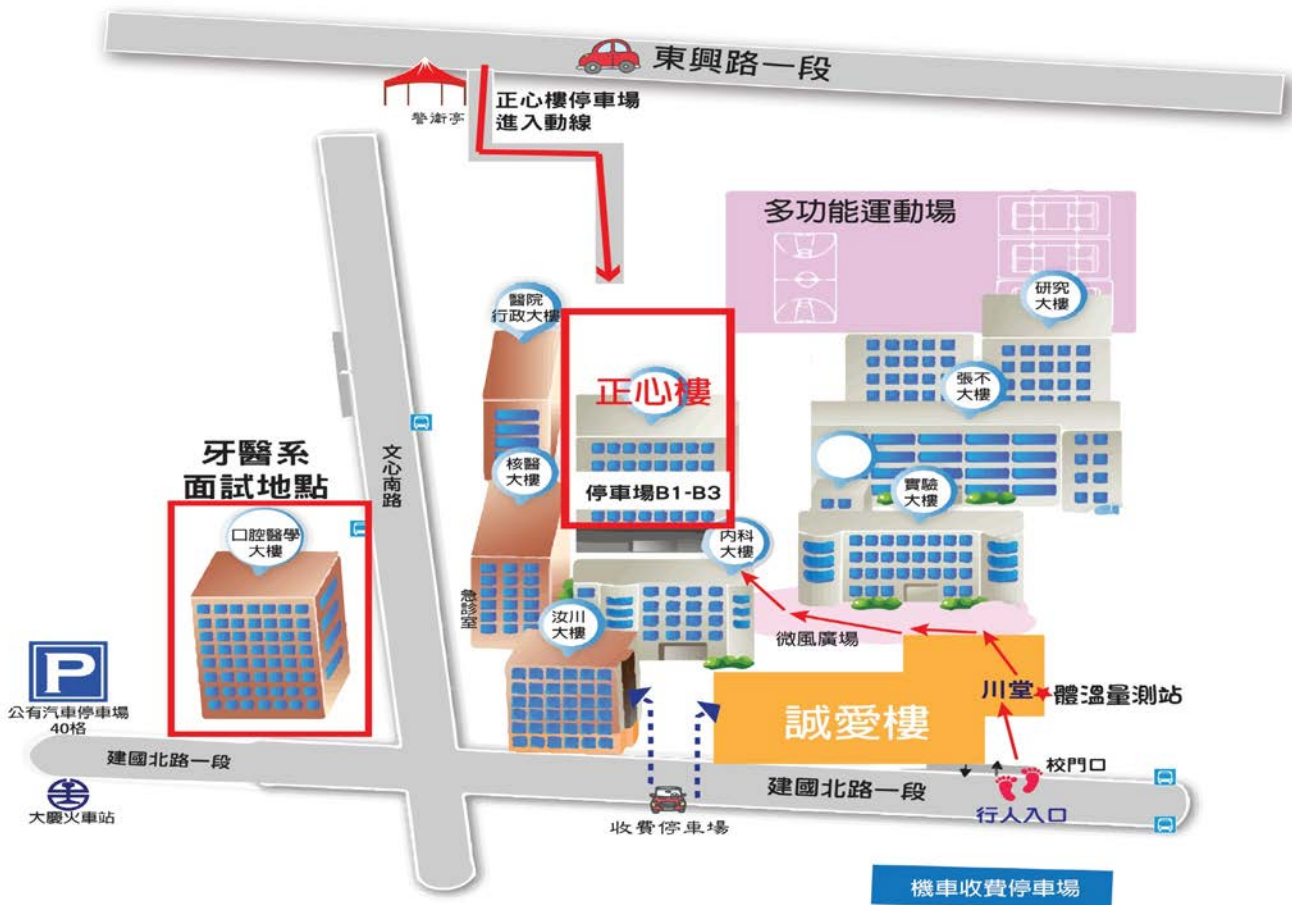 東興路一段
正心樓停車場
進入動線
警衛亭
多功能運動場
研究
大樓
醫院
行政大樓
張不
大樓
正心樓
文心南路
牙醫系
面試地點
核醫
大樓
停車場B1-B3
實驗
大樓
口腔醫學
大樓
內科
大樓
急診室
汝川
大樓
微風廣場
P
公有汽車停車場
40格
川堂
體溫量測站
誠愛樓
建國北路一段
校門口
建國北路一段
大慶火車站
收費停車場
行人入口
機車收費停車場